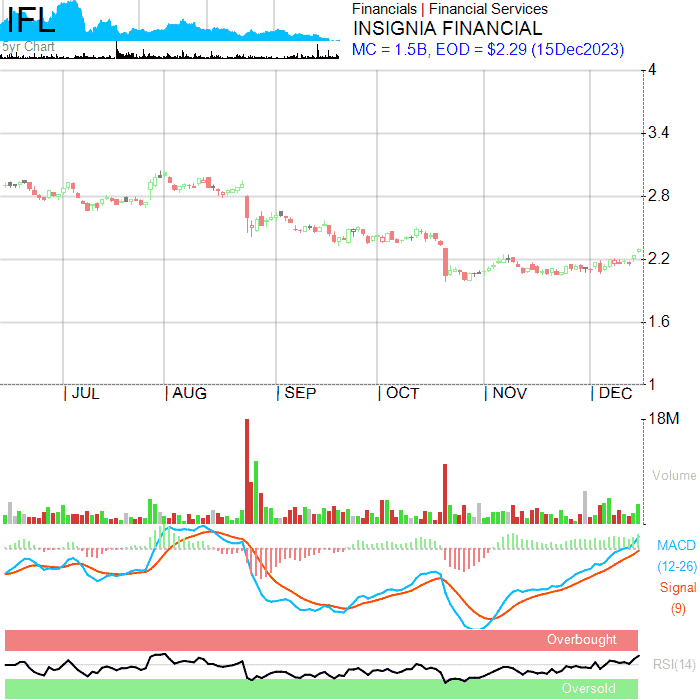 IFL
5yr Chart
Financials | Financial Services
INSIGNIA FINANCIAL
MC = 1.5B, EOD = $2.29 (15Dec2023)
4
3.4
2.8
2.2
1.6
1
JUL
AUG
SEP
OCT
NOV
DEC
18M
Volume
MACD
(12-26)
Signal
(9)
Overbought
RSI(14)
Oversold